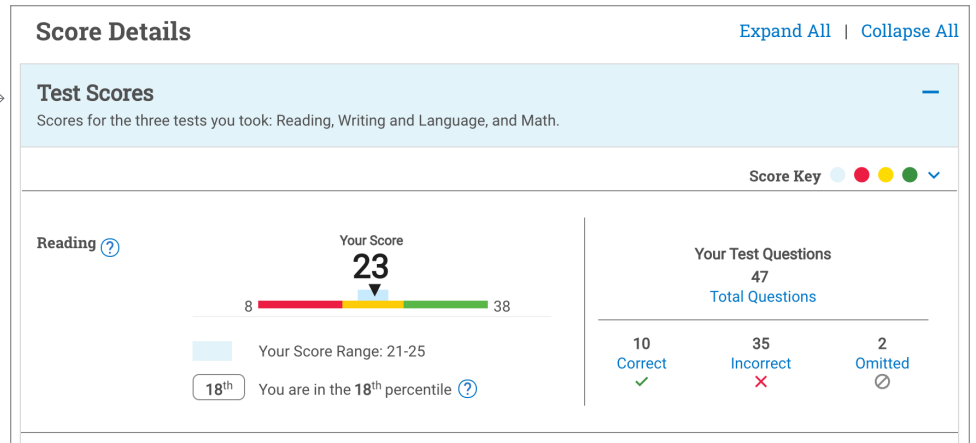 Score Details
Expand All | Collapse All
Test Scores
Scores for the three tests you took: Reading, Writing and Language, and Math.
Score Key
Reading ?
Your Score
23
8 38
Your Score Range: 21-25
18th You are in the 18th percentile ?
Your Test Questions
47
Total Questions
10 35 2
Correct Incorrect Omitted